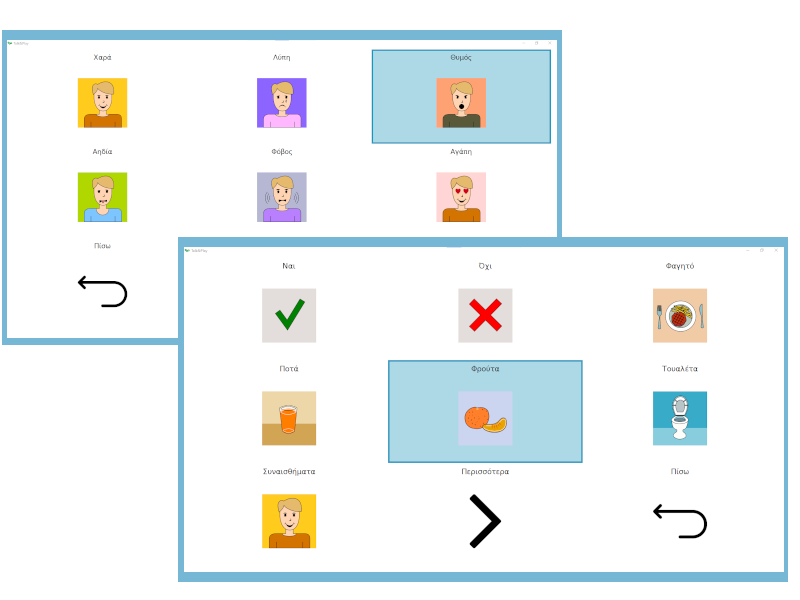 Χαρά
Λύπη
Θυμός
Αηδία
Φόβος
Αγάπη
Πίσω
Ναι
Όχι
Φαγητό
Ποτά
Φρούτα
Τουαλέτα
Συναισθήματα
Περισσότερα
Πίσω